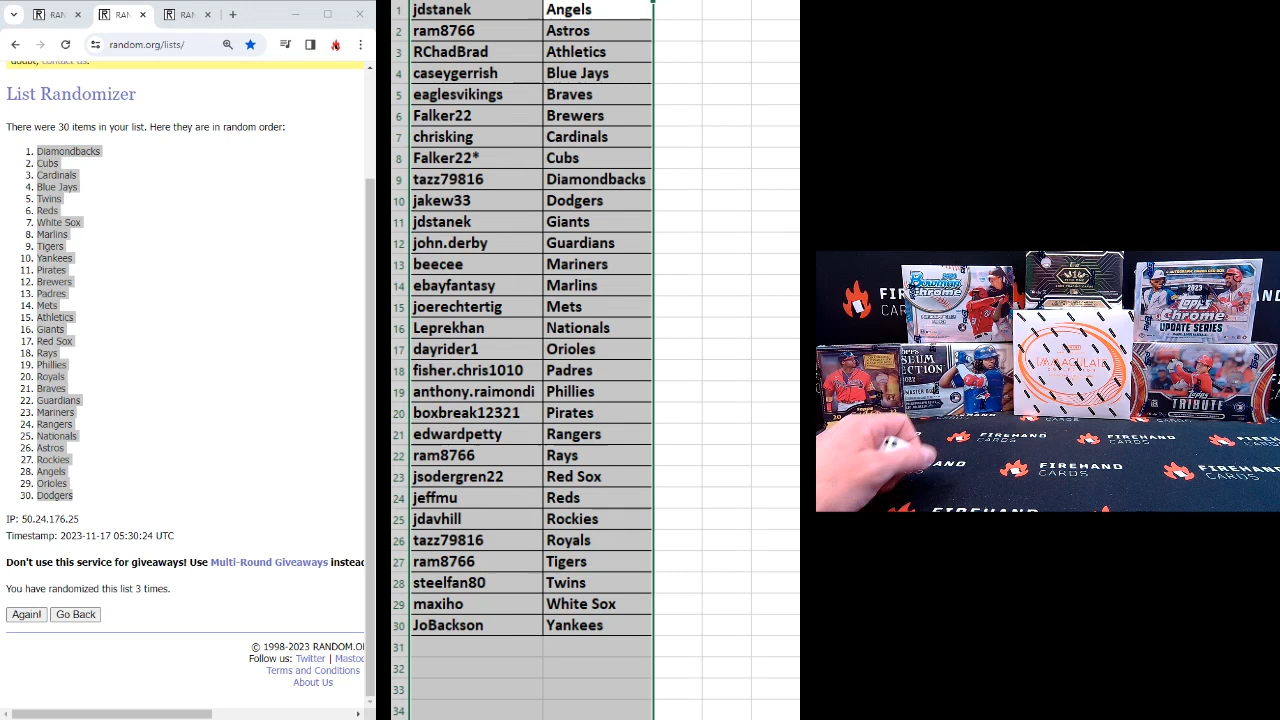 RAN
RAN
RAN
random.org/lists/
doubt, contact us.
List Randomizer
There were 30 items in your list. Here they are in random order:
1. Diamondbacks
2. Cubs
3. Cardinals
4. Blue Jays
5. Twins
6. Reds
7. White Sox
8. Marlins
9. Tigers
10. Yankees
11. Pirates
12. Brewers
13. Padres
14. Mets
15. Athletics
16. Giants
17. Red Sox
18. Rays
19. Phillies
20. Royals
21. Braves
22. Guardians
23. Mariners
24. Rangers
25. Nationals
26. Astros
27. Rockies
28. Angels
29. Orioles
30. Dodgers
IP: 50.24.176.25
Timestamp: 2023-11-17 05:30:24 UTC
Don't use this service for giveaways! Use Multi-Round Giveaways instea
You have randomized this list 3 times.
Again! Go Back
© 1998-2023 RANDOM.O
Follow us: Twitter | Masto
Terms and Conditions
About Us
1 jdstanek Angels
2 ram8766 Astros
3 RChadBrad Athletics
4 caseygerrish Blue Jays
5 eaglesvikings Braves
6 Falker22 Brewers
7 chrisking Cardinals
8 Falker22* Cubs
9 tazz79816 Diamondbacks
10 jakew33 Dodgers
11 jdstanek Giants
12 john.derby Guardians
13 beecee Mariners
14 ebayfantasy Marlins
15 joerechtertig Mets
16 Leprekhan Nationals
17 dayrider1 Orioles
18 fisher.chris1010 Padres
19 anthony.raimondi Phillies
20 boxbreak12321 Pirates
21 edwardpetty Rangers
22 ram8766 Rays
23 jsodergren22 Red Sox
24 jeffmu Reds
25 jdavhill Rockies
26 tazz79816 Royals
27 ram8766 Tigers
28 steelfan80 Twins
29 maxiho White Sox
30 JoBackson Yankees
31
32
33
34
FIREHAND
CARDS
Bowman
Chrome
2023
Topps
Chrome
UPDATE SERIES
IMMACULATE
Topps
TRIBUTE
FIREHAND
CARDS
FIREHAND
CARDS